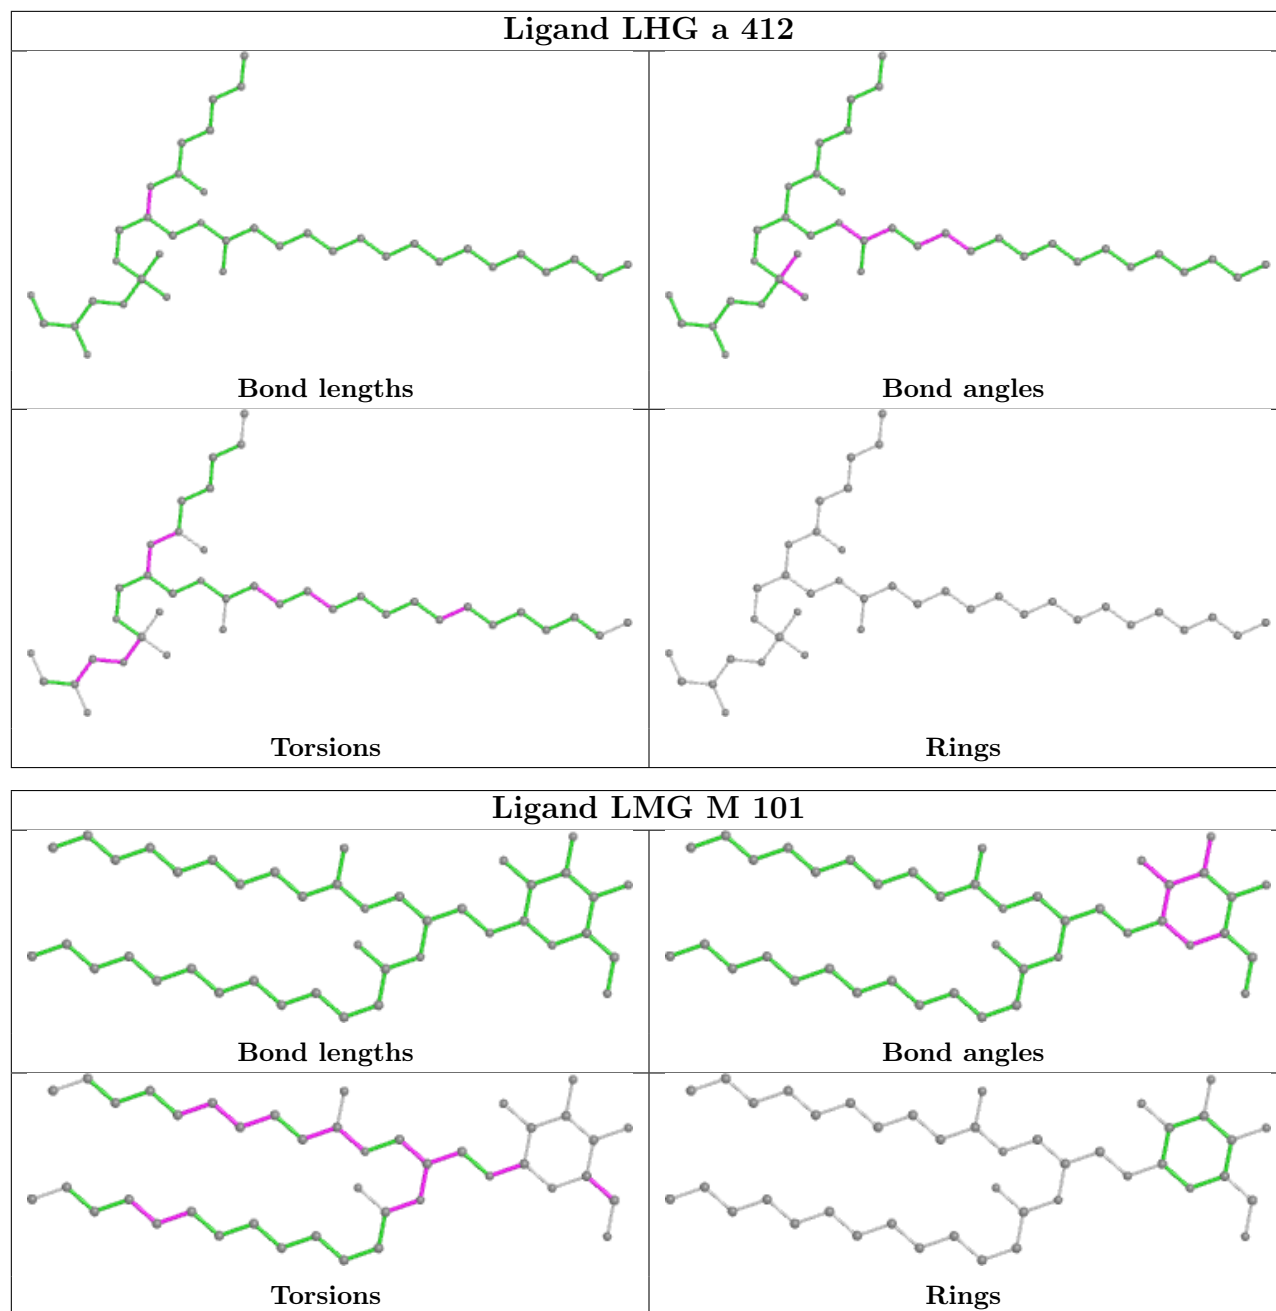 Ligand LHG a 412
Bond lengths
Bond angles
Torsions
Rings
Ligand LMG M 101
Bond lengths
Bond angles
Torsions
Rings